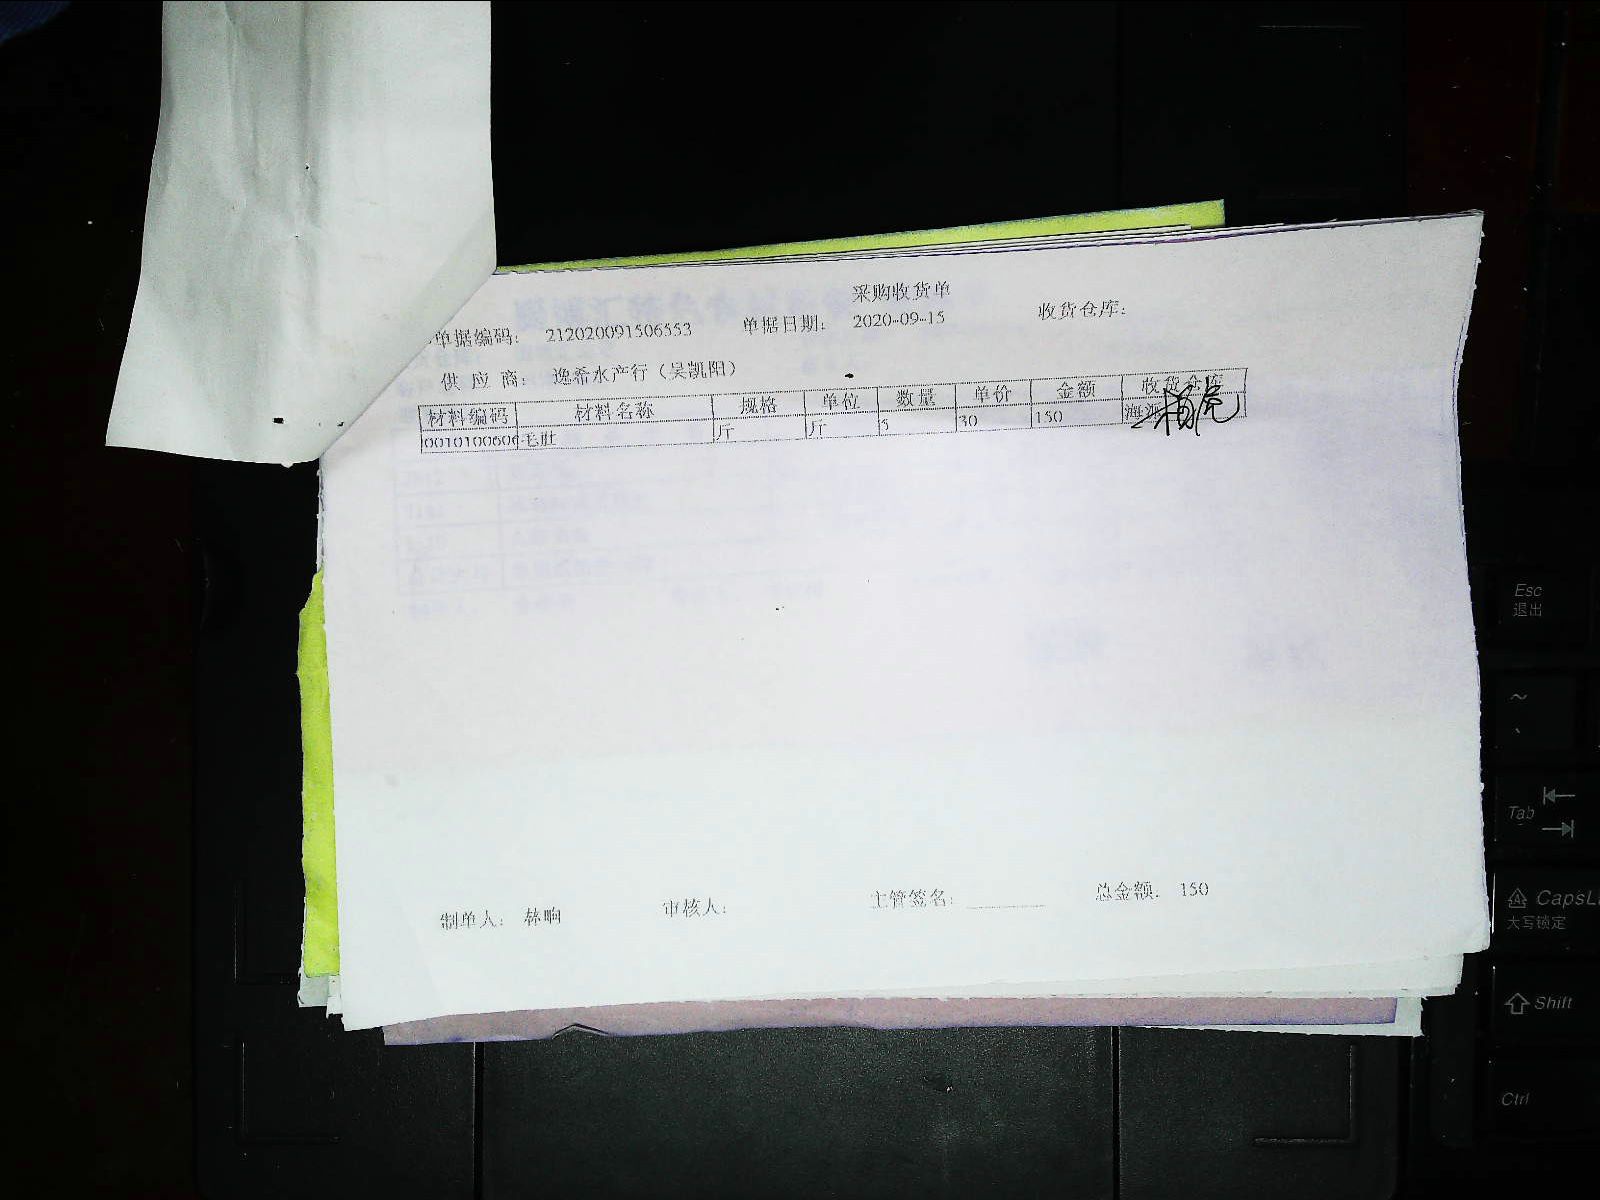 采购收货单
单据编码： 212020091506553 单据日期： 2020-09-15 收货仓库：
供 应 商： 逸希水产行（吴凯阳）
材料编码 材料名称 规格 单位 数量 单价 金额 收货仓库
0010100606 毛肚 斤 斤 5 30 150
制单人： 林响 审核人： 主管签名： 总金额： 150
Esc
退出
~
Tab
CapsL
大写锁定
Shift
Ctrl